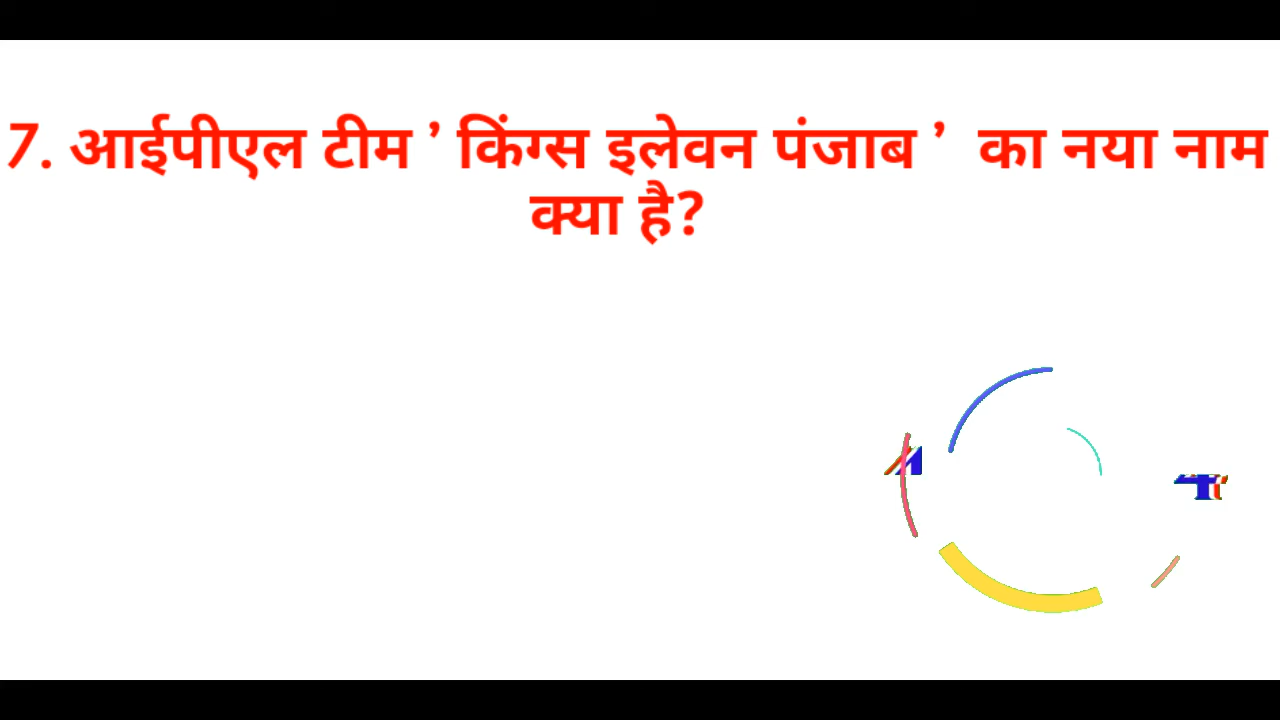 7. आईपीएल टीम ’ किंग्स इलेवन पंजाब ’ का नया नाम
क्या है?